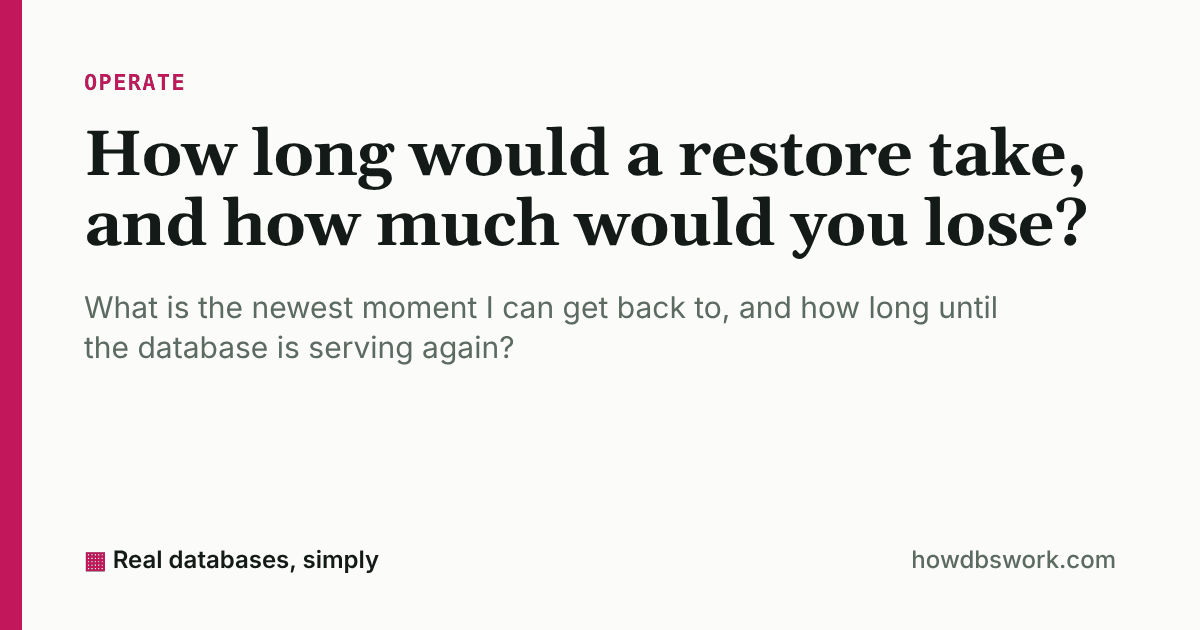 OPERATE
How long would a restore take,
and how much would you lose?
What is the newest moment I can get back to, and how long until
the database is serving again?
Real databases, simply
howdbswork.com